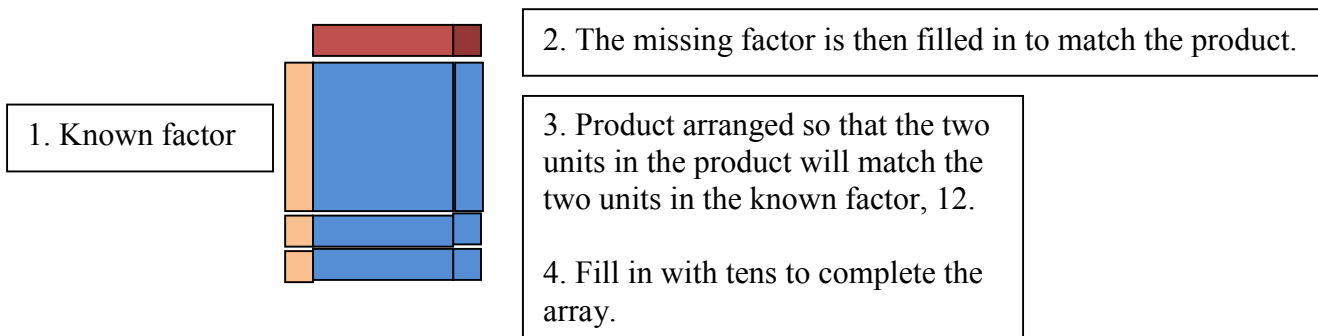 2. The missing factor is then filled in to match the product.
1. Known factor
3. Product arranged so that the two
units in the product will match the
two units in the known factor, 12.
4. Fill in with tens to complete the
array.